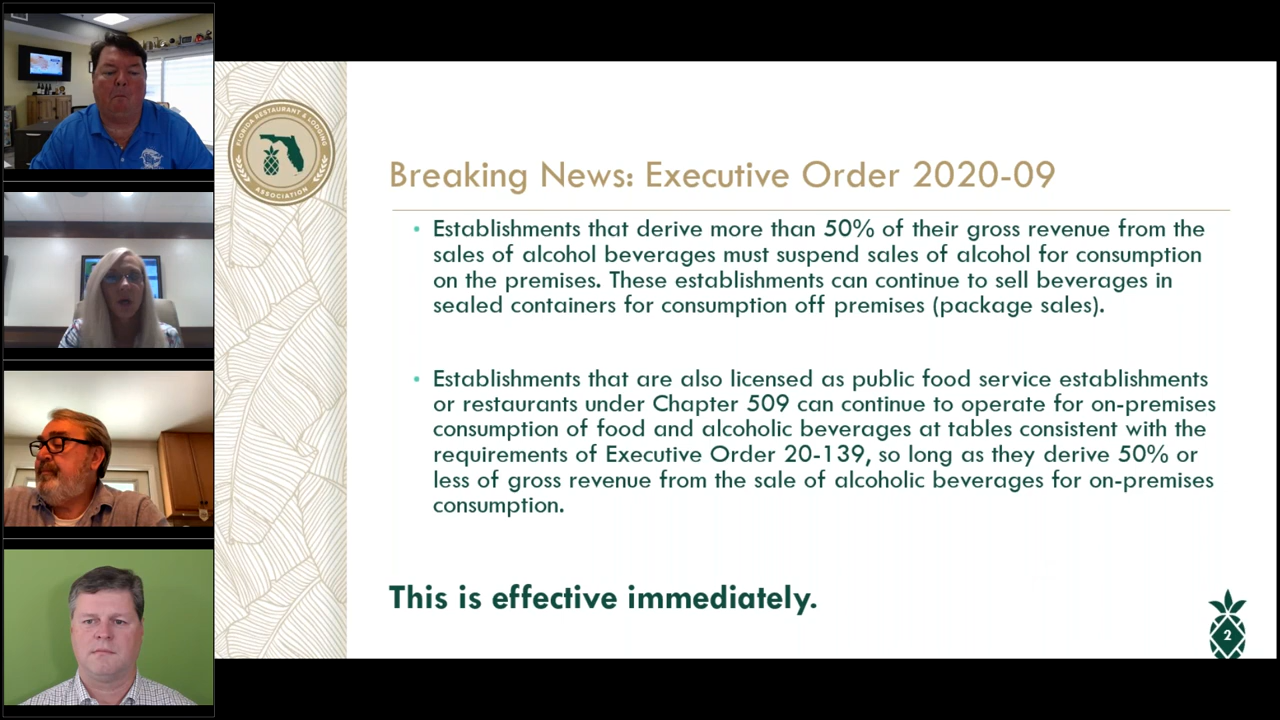 FLORIDA RESTAURANT & LODGING
ASSOCIATION
Breaking News: Executive Order 2020-09
• Establishments that derive more than 50% of their gross revenue from the
sales of alcohol beverages must suspend sales of alcohol for consumption
on the premises. These establishments can continue to sell beverages in
sealed containers for consumption off premises (package sales).
• Establishments that are also licensed as public food service establishments
or restaurants under Chapter 509 can continue to operate for on-premises
consumption of food and alcoholic beverages at tables consistent with the
requirements of Executive Order 20-139, so long as they derive 50% or
less of gross revenue from the sale of alcoholic beverages for on-premises
consumption.
This is effective immediately.
2